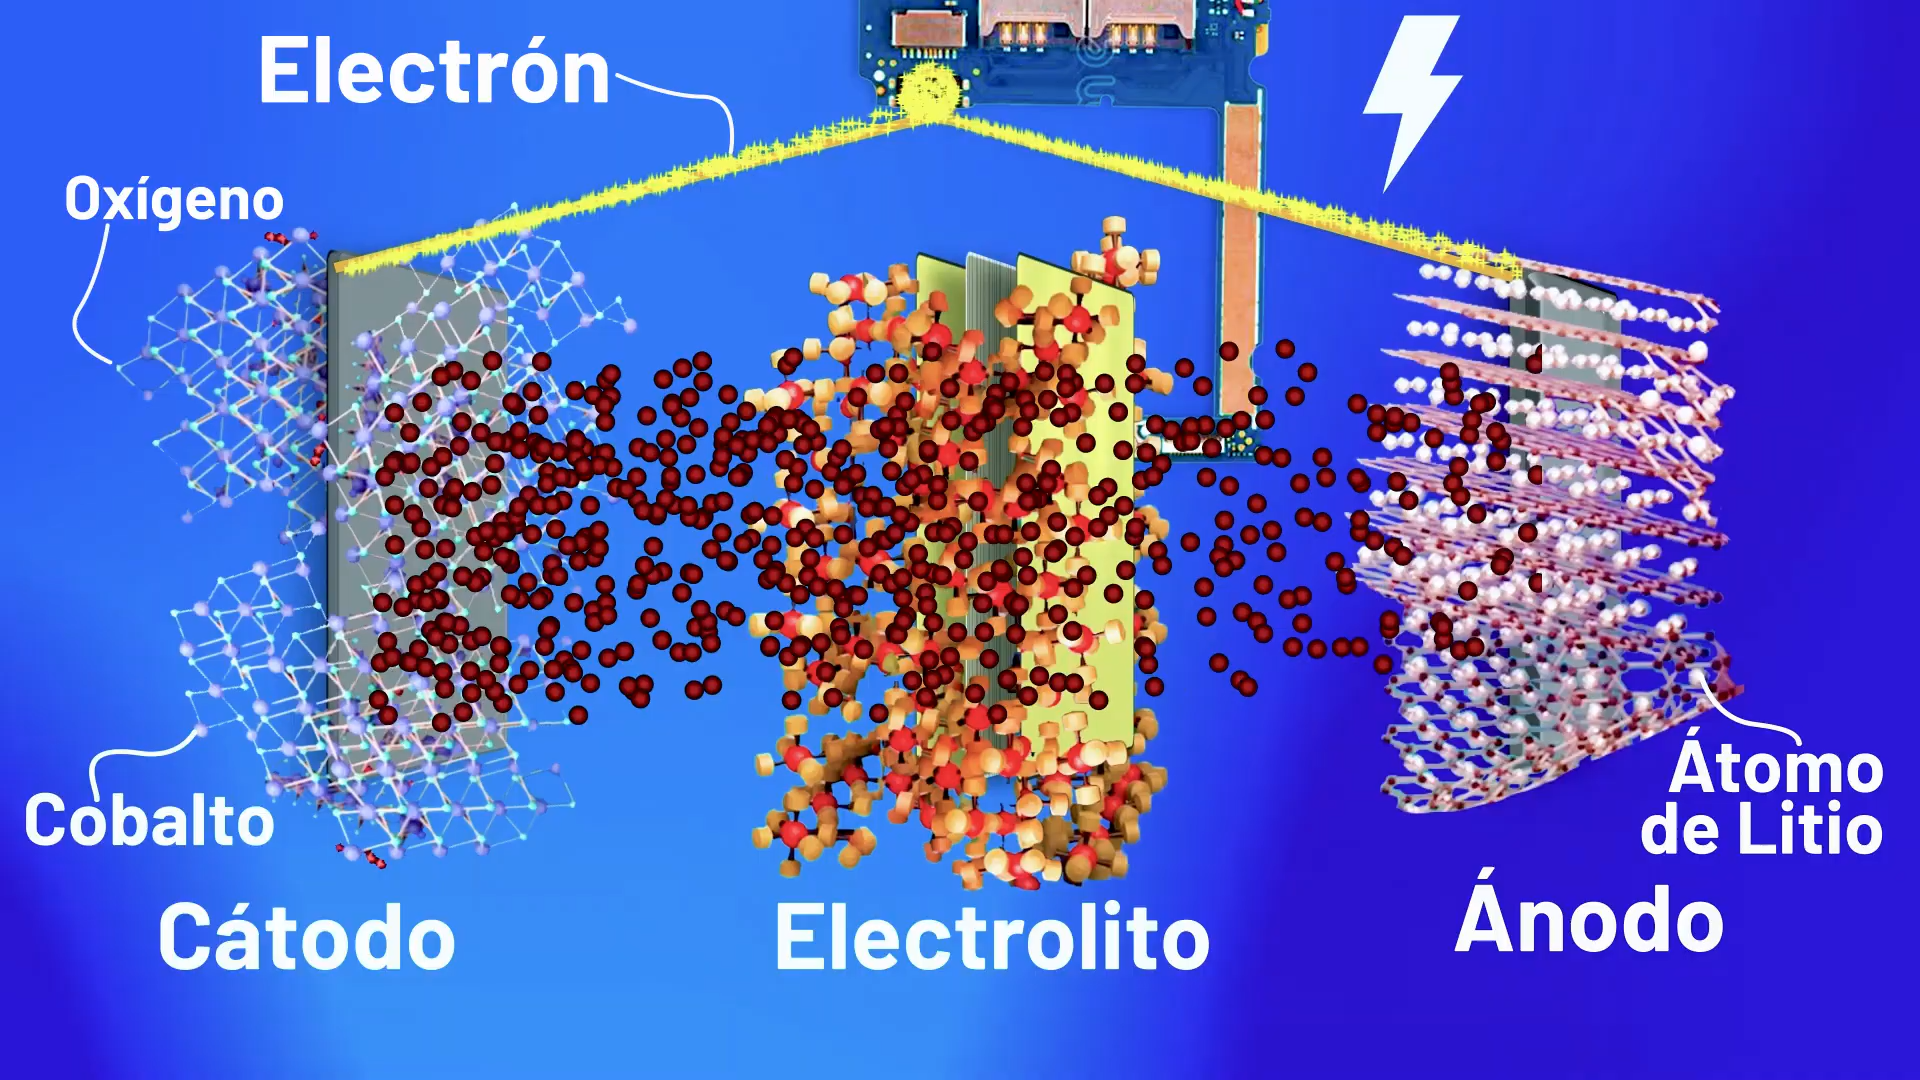 Electrón
Oxígeno
Cobalto
Átomo
de Litio
Cátodo
Electrolito
Ánodo